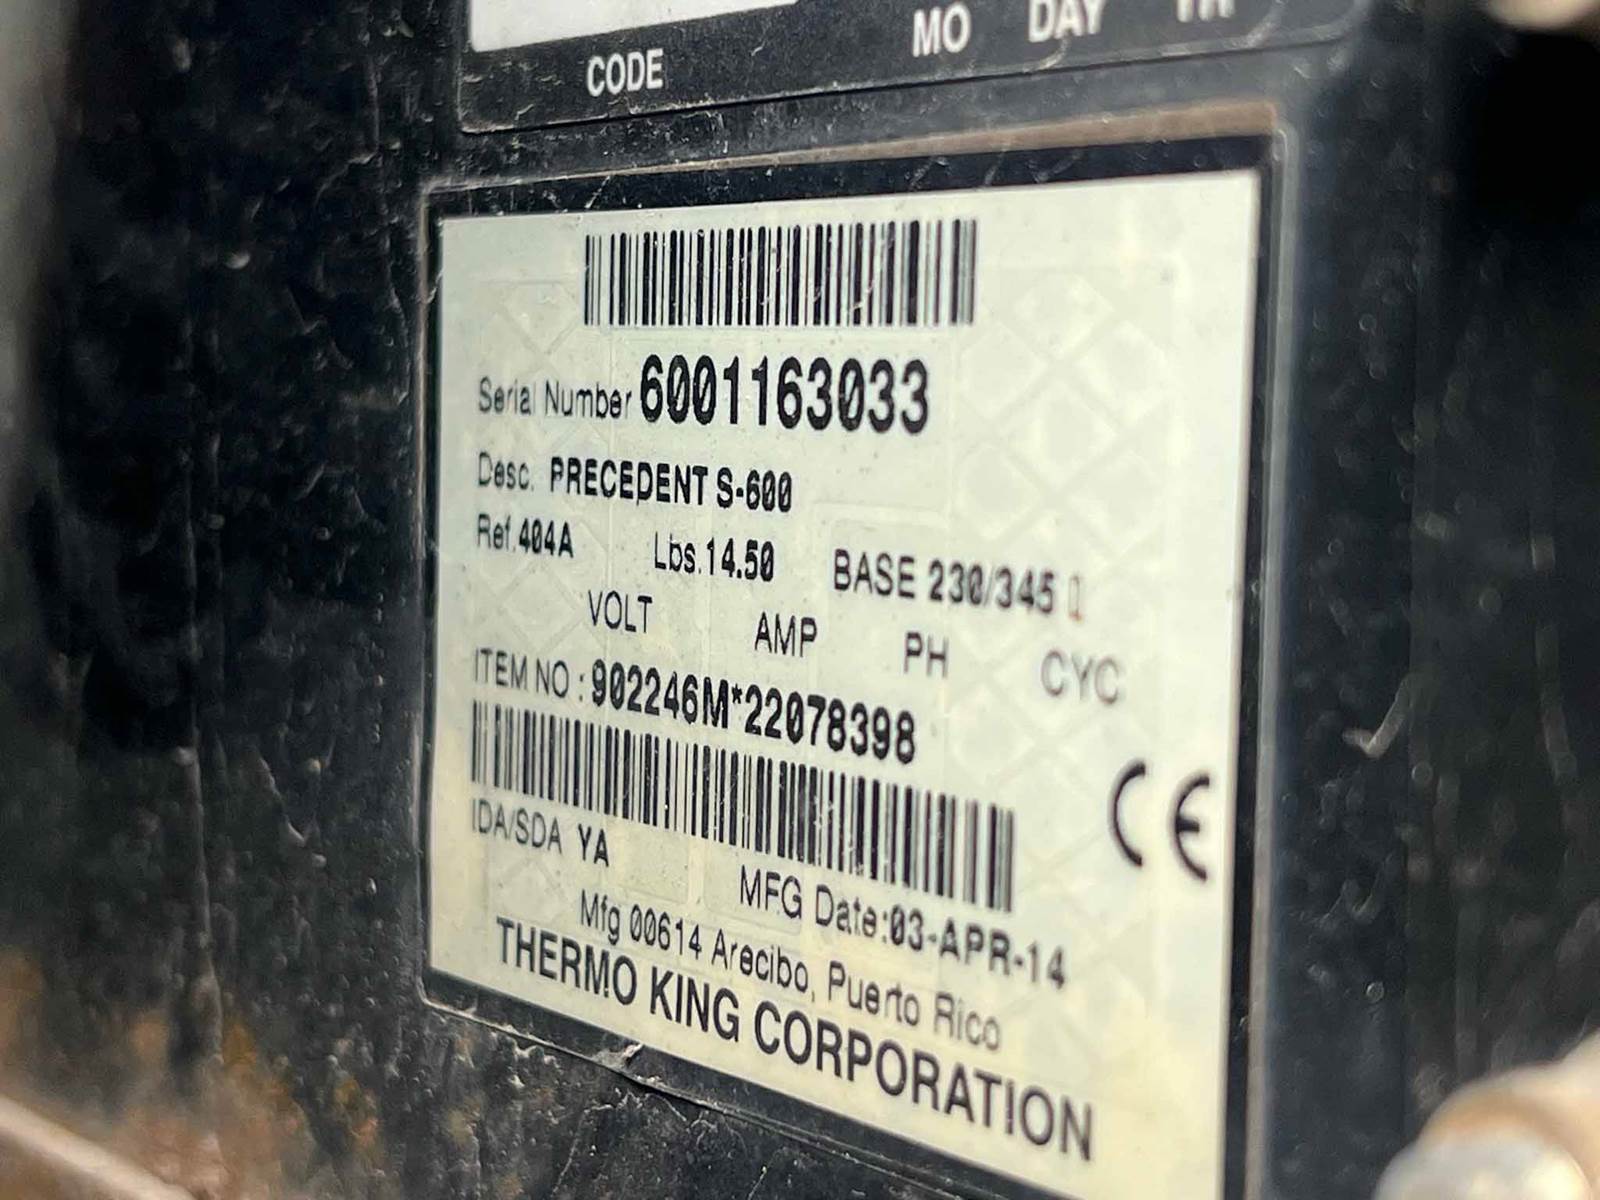 CODE MO DAY YR
Serial Number 6001163033
Desc. PRECEDENT S-600
Ref.404A Lbs.14.50 BASE 230/345
VOLT AMP PH CYC
ITEM NO : 902246M*22078398
CE
IDA/SDA YA
MFG Date:03-APR-14
Mfg 00614 Arecibo, Puerto Rico
THERMO KING CORPORATION